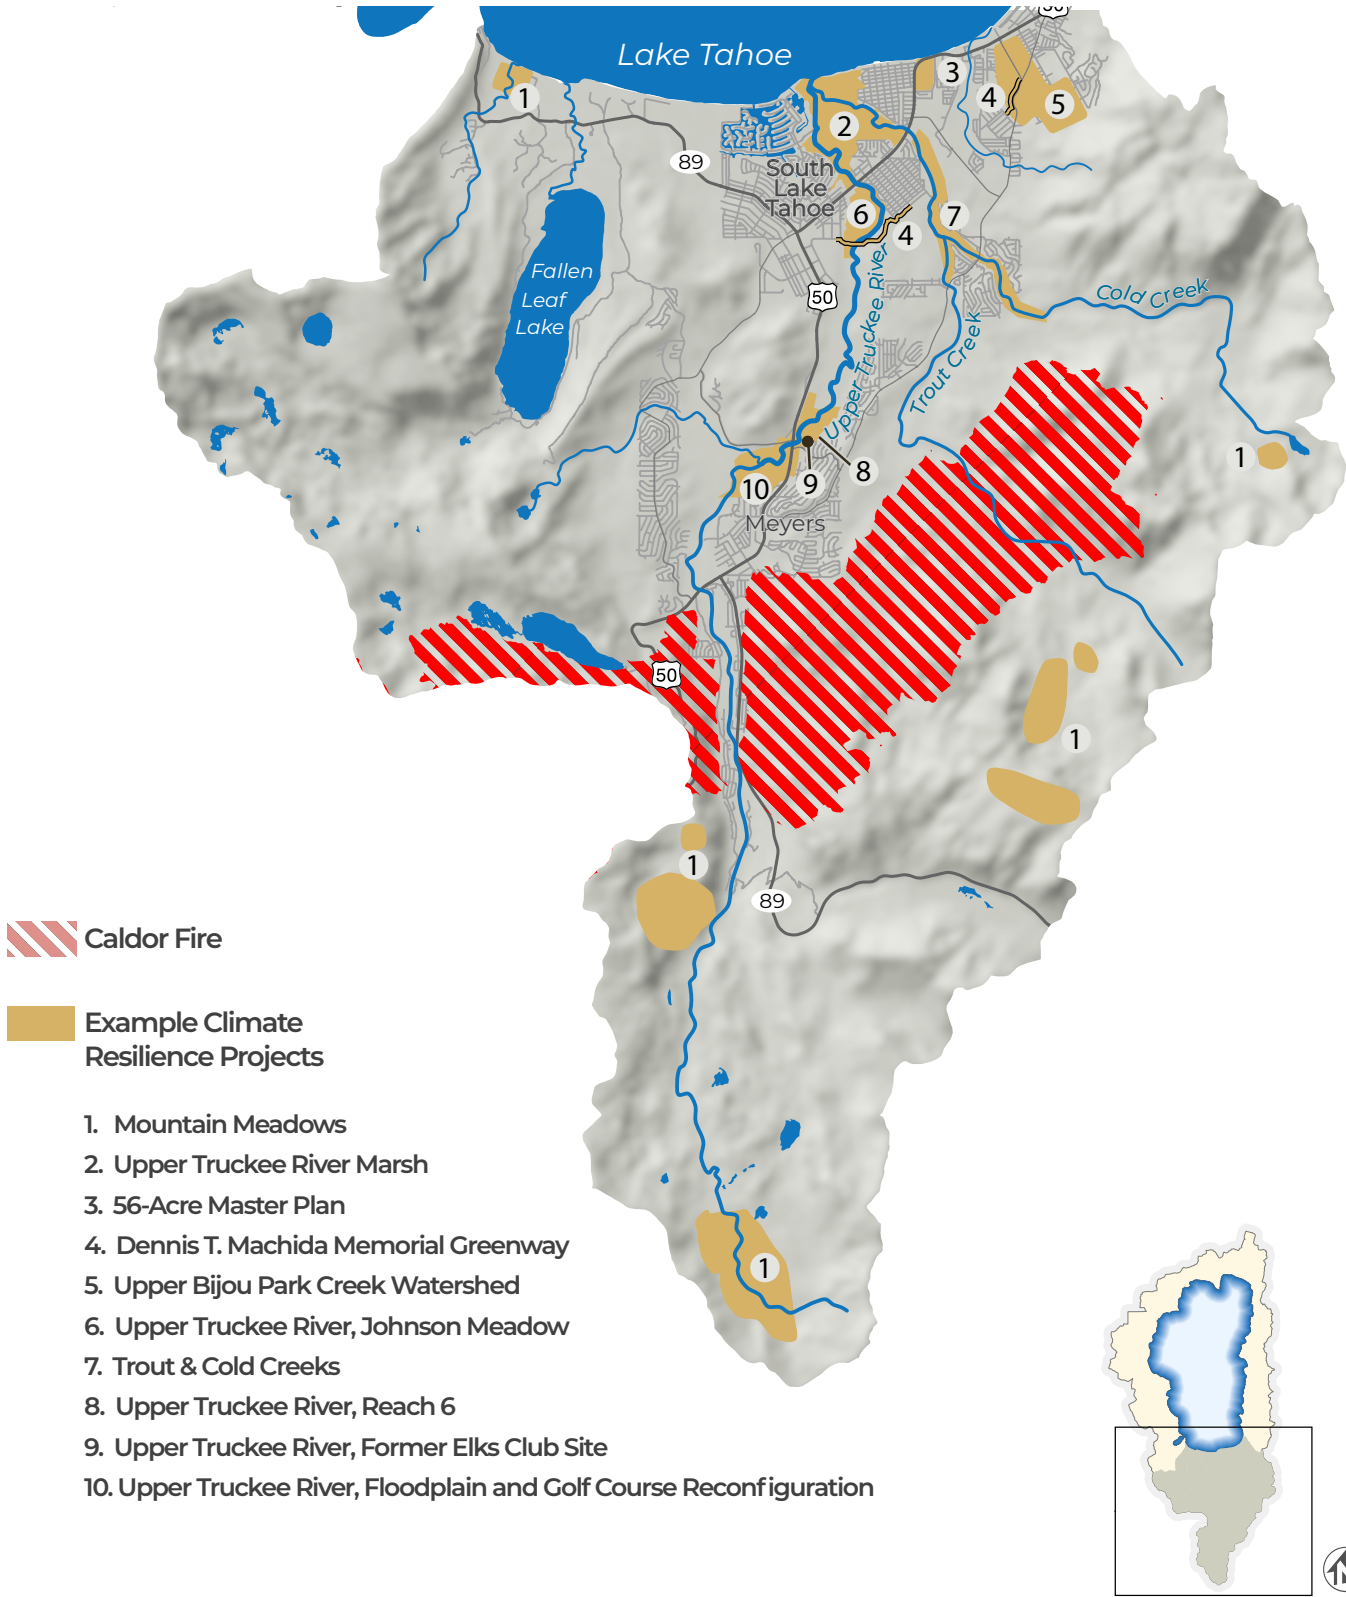 50
Lake Tahoe
3
1
4
5
2
89
South
Lake
Tahoe
6
7
4
Fallen
Leaf
Lake
50
Cold Creek
Upper Truckee River
Trout Creek
1
8
9
10
Meyers
50
1
1
89
Caldor Fire
Example Climate
Resilience Projects
1. Mountain Meadows
2. Upper Truckee River Marsh
3. 56-Acre Master Plan
4. Dennis T. Machida Memorial Greenway
5. Upper Bijou Park Creek Watershed
6. Upper Truckee River, Johnson Meadow
7. Trout & Cold Creeks
8. Upper Truckee River, Reach 6
9. Upper Truckee River, Former Elks Club Site
10. Upper Truckee River, Floodplain and Golf Course Reconfiguration
1